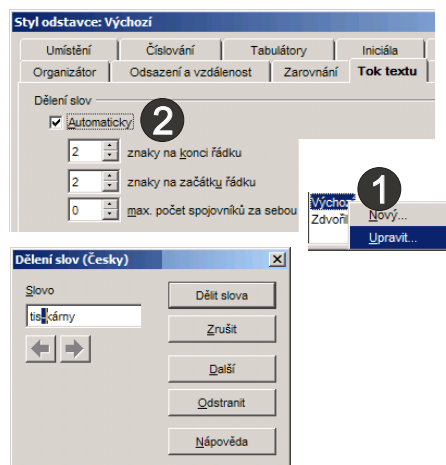 Styl odstavce: Výchozí
Umístění Číslování Tabulátory Iniciála
Organizátor Odsazení a vzdálenost Zarovnání Tok textu
Dělení slov
Automaticky 2
2 znaky na konci řádku
2 znaky na začátku řádku
0 max. počet spojovníků za sebou
1
Nový...
Upravit...
Dělení slov (Česky)
Slovo
tis-kárny
Dělit slova
Zrušit
Další
Odstranit
Nápověda